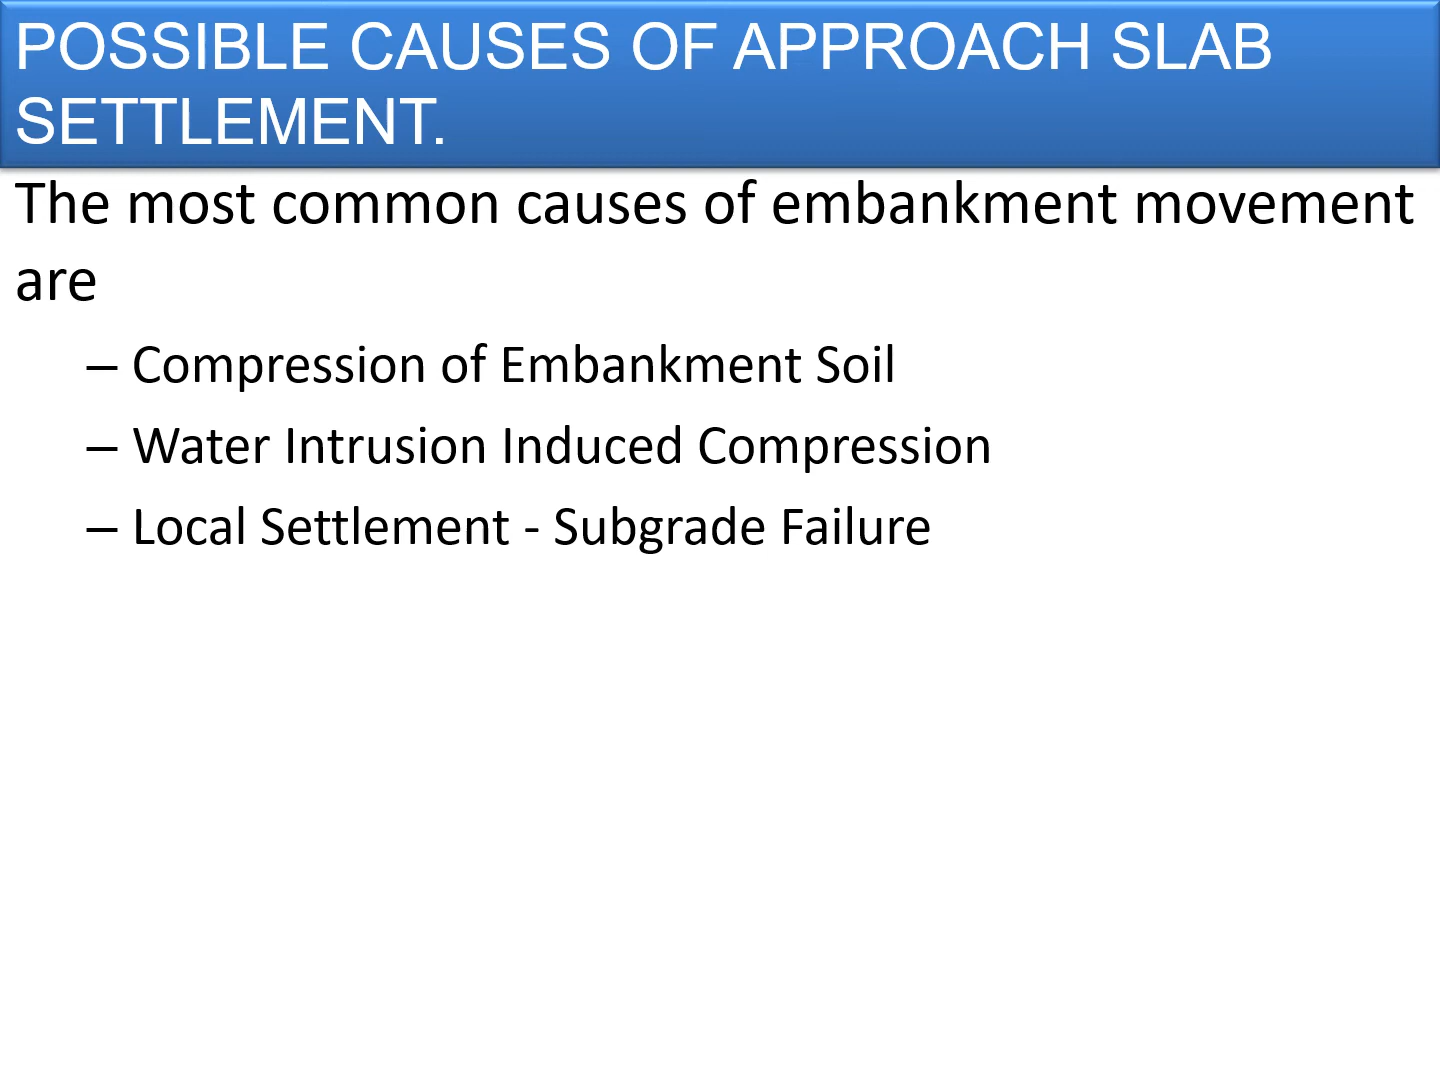 POSSIBLE CAUSES OF APPROACH SLAB
SETTLEMENT.
The most common causes of embankment movement
are
– Compression of Embankment Soil
– Water Intrusion Induced Compression
– Local Settlement - Subgrade Failure